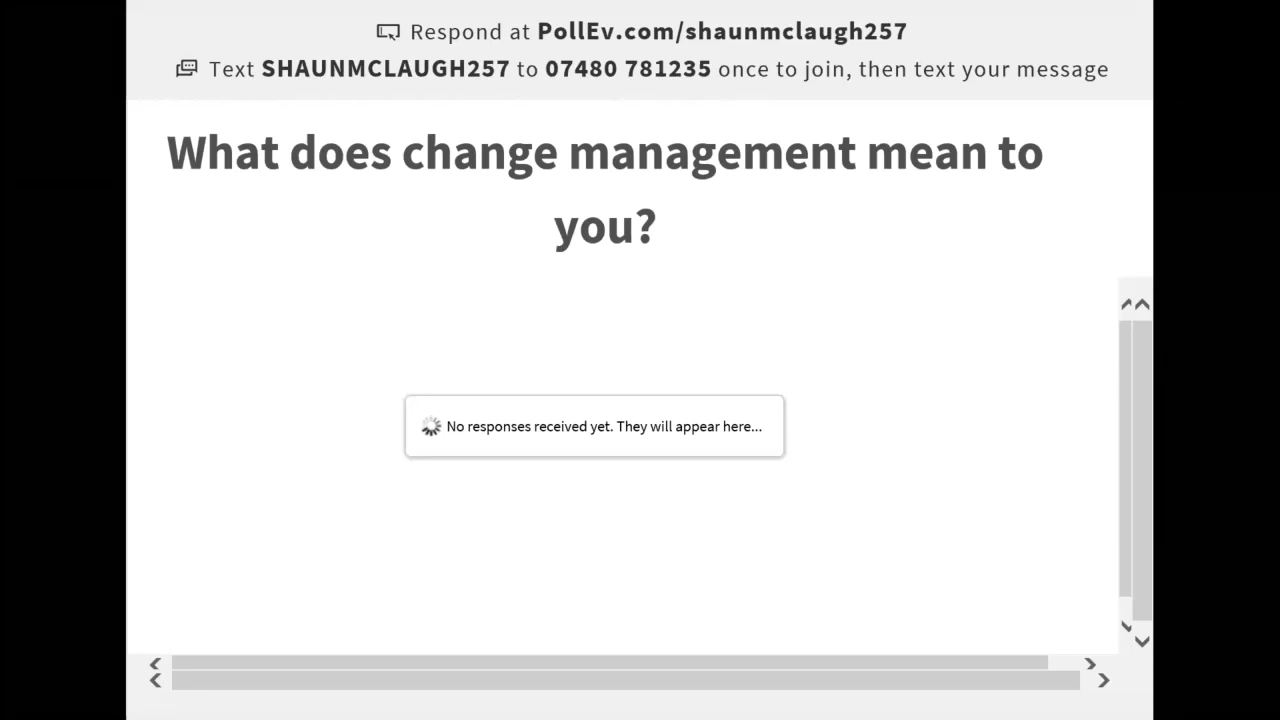 Respond at PollEv.com/shaunmclaugh257
Text SHAUNMCLAUGH257 to 07480 781235 once to join, then text your message
What does change management mean to
you?
No responses received yet. They will appear here...